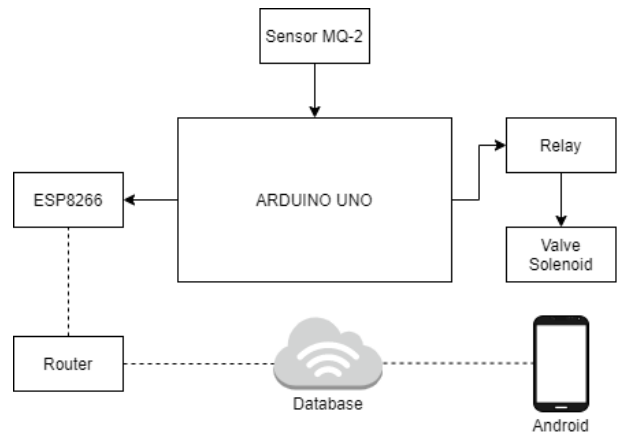 Sensor MQ-2
ARDUINO UNO
Relay
ESP8266
Valve
Solenoid
Router
Database
Android